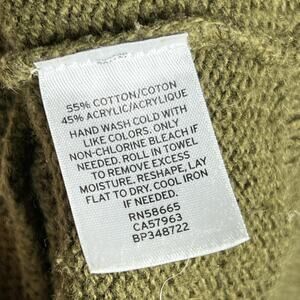 55% COTTON/COTON
45% ACRYLIC/ACRYLIQUE
HAND WASH COLD WITH
LIKE COLORS. ONLY
NON-CHLORINE BLEACH IF
NEEDED. ROLL IN TOWEL
TO REMOVE EXCESS
MOISTURE, RESHAPE, LAY
FLAT TO DRY. COOL IRON
IF NEEDED.
RN58665
CA57963
BP348722